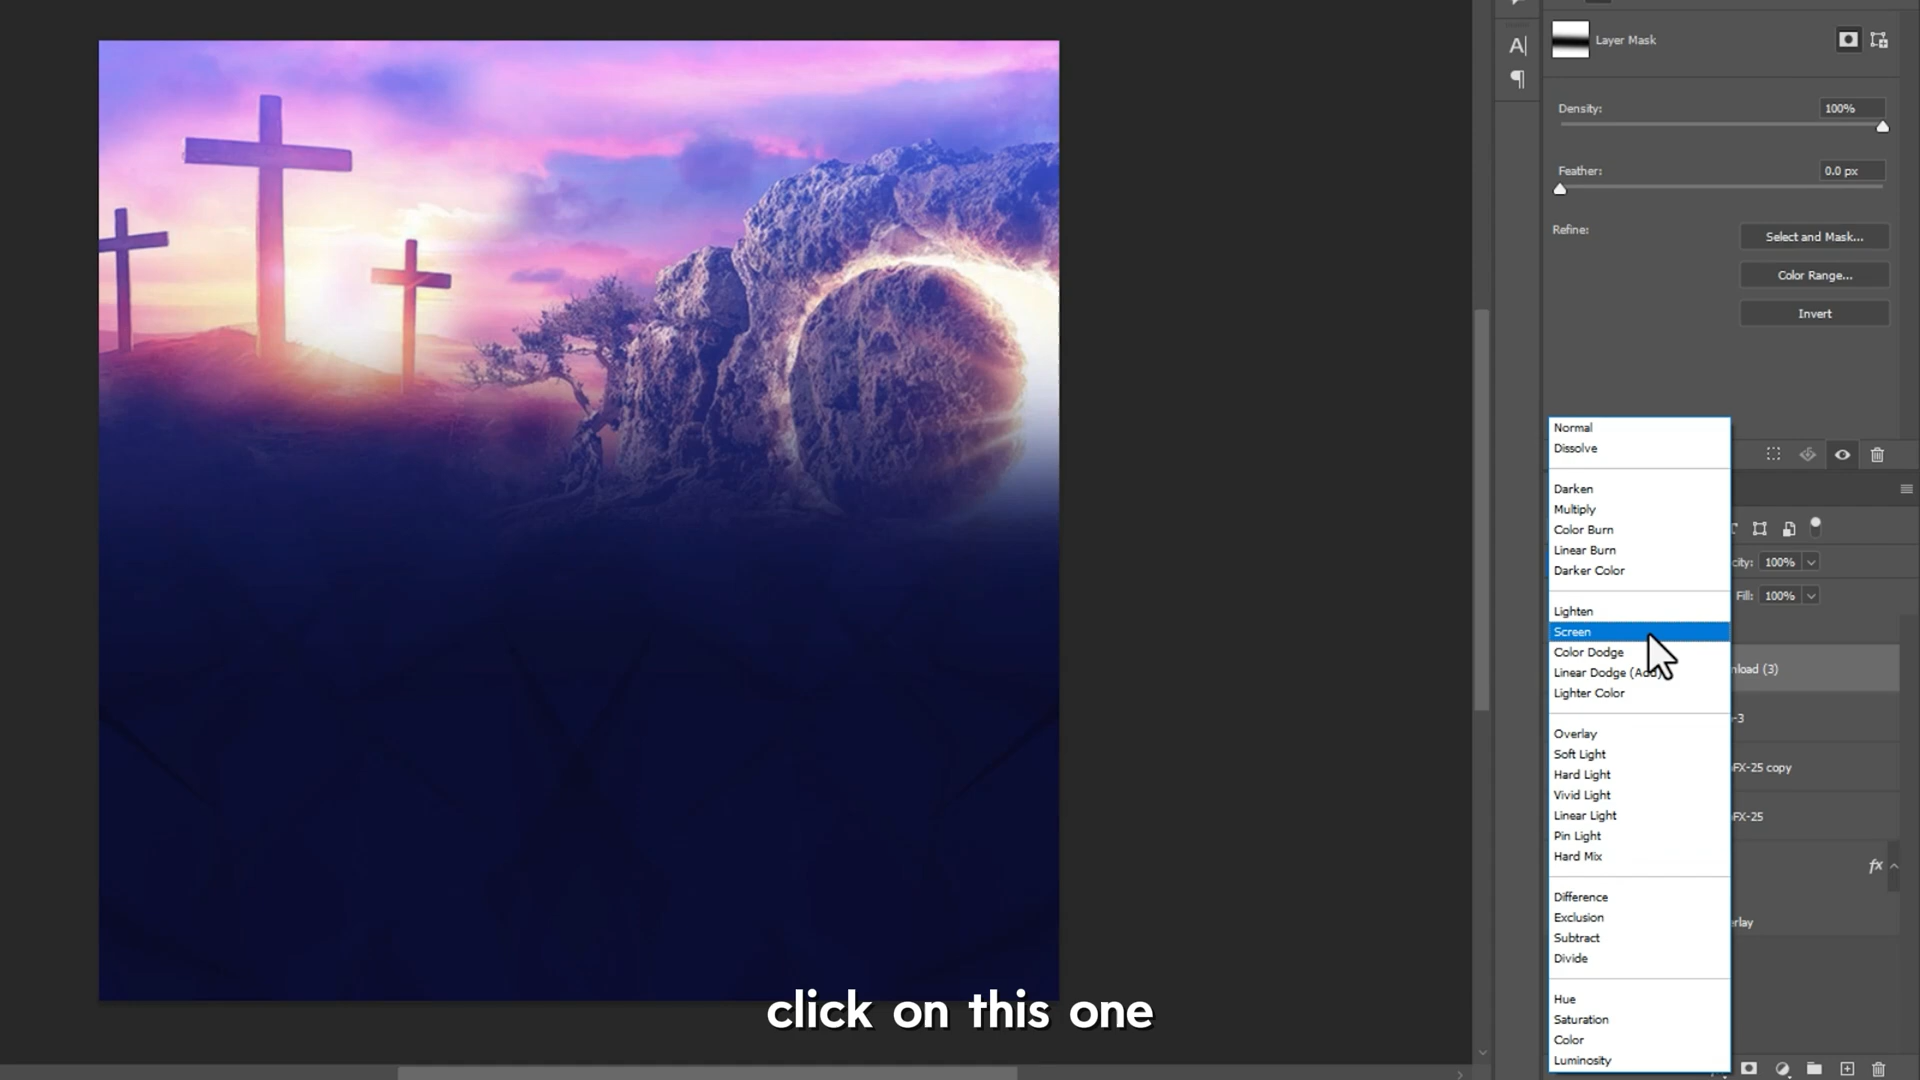 A|
¶
Layer Mask
Density:
100%
Feather:
0.0 px
Refine:
Select and Mask...
Color Range...
Invert
Normal
Dissolve
Darken
Multiply
Color Burn
Linear Burn
Darker Color
Lighten
Screen
Color Dodge
Linear Dodge (Add)
Lighter Color
Overlay
Soft Light
Hard Light
Vivid Light
Linear Light
Pin Light
Hard Mix
Difference
Exclusion
Subtract
Divide
Hue
Saturation
Color
Luminosity
city: 100%
Fill: 100%
nload (3)
-3
FX-25 copy
FX-25
fx
erlay
click on this one